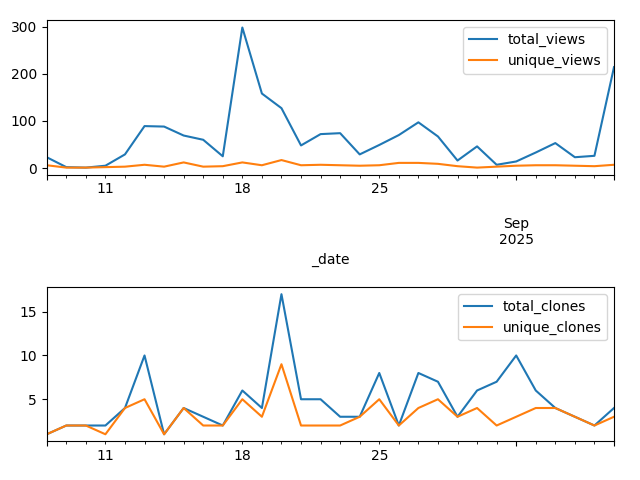 300
200
100
0
total_views
unique_views
11
18
25
Sep
2025
_date
15
10
5
total_clones
unique_clones
11
18
25